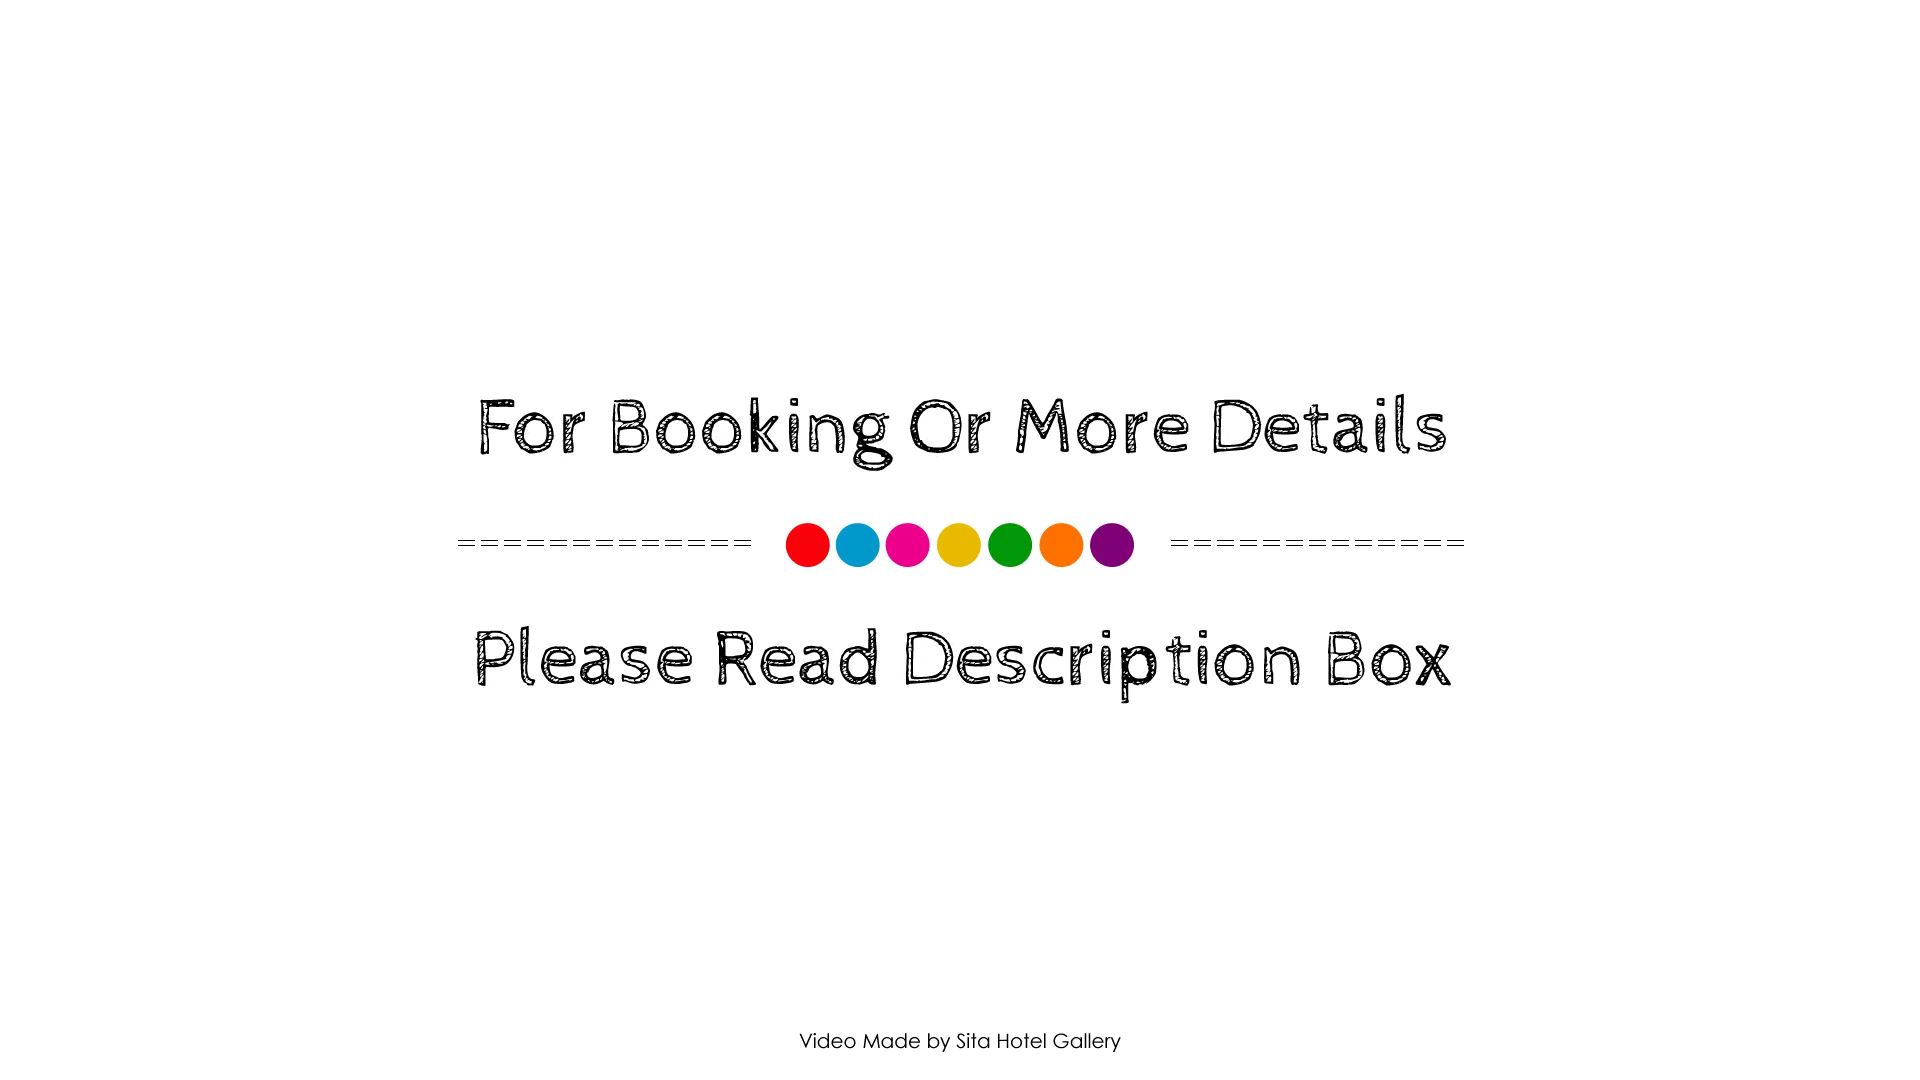 For Booking Or More Details
============= =============
Please Read Description Box
Video Made by Sita Hotel Gallery